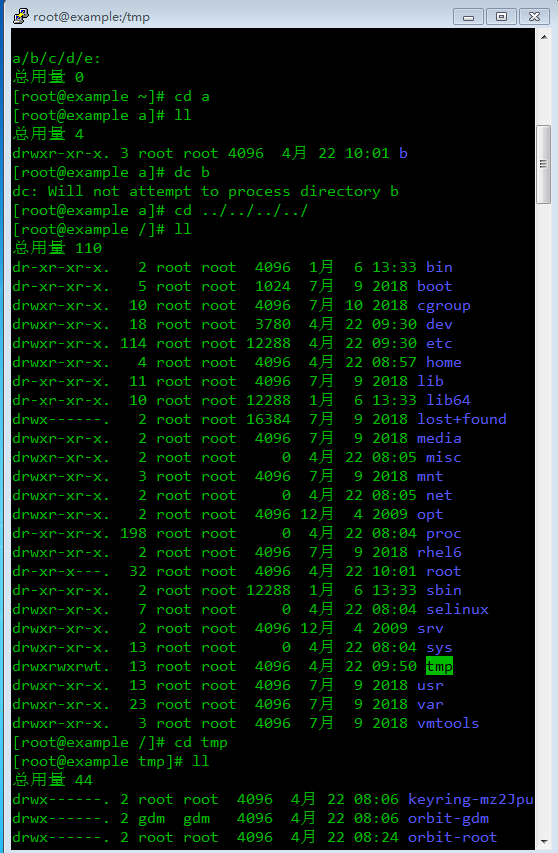 root@example:/tmp
a/b/c/d/e:
总用量 0
[root@example ~]# cd a
[root@example a]# ll
总用量 4
drwxr-xr-x. 3 root root 4096  4月 22 10:01 b
[root@example a]# dc b
dc: Will not attempt to process directory b
[root@example a]# cd ../../../../
[root@example /]# ll
总用量 110
dr-xr-xr-x.   2 root root  4096  1月  6 13:33 bin
dr-xr-xr-x.   5 root root  1024  7月  9 2018 boot
drwxr-xr-x.  10 root root  4096  7月 10 2018 cgroup
drwxr-xr-x.  18 root root  3780  4月 22 09:30 dev
drwxr-xr-x. 114 root root 12288  4月 22 09:30 etc
drwxr-xr-x.   4 root root  4096  4月 22 08:57 home
dr-xr-xr-x.  11 root root  4096  7月  9 2018 lib
dr-xr-xr-x.  10 root root 12288  1月  6 13:33 lib64
drwx------.   2 root root 16384  7月  9 2018 lost+found
drwxr-xr-x.   2 root root  4096  7月  9 2018 media
drwxr-xr-x.   2 root root     0  4月 22 08:05 misc
drwxr-xr-x.   3 root root  4096  7月  9 2018 mnt
drwxr-xr-x.   2 root root     0  4月 22 08:05 net
drwxr-xr-x.   2 root root  4096 12月  4 2009 opt
dr-xr-xr-x. 198 root root     0  4月 22 08:04 proc
drwxr-xr-x.   2 root root  4096  7月  9 2018 rhel6
dr-xr-x---.  32 root root  4096  4月 22 10:01 root
dr-xr-xr-x.   2 root root 12288  1月  6 13:33 sbin
drwxr-xr-x.   7 root root     0  4月 22 08:04 selinux
drwxr-xr-x.   2 root root  4096 12月  4 2009 srv
drwxr-xr-x.  13 root root     0  4月 22 08:04 sys
drwxrwxrwt.  13 root root  4096  4月 22 09:50 tmp
drwxr-xr-x.  13 root root  4096  7月  9 2018 usr
drwxr-xr-x.  23 root root  4096  7月  9 2018 var
drwxr-xr-x.   3 root root  4096  7月  9 2018 vmtools
[root@example /]# cd tmp
[root@example tmp]# ll
总用量 44
drwx------. 2 root root  4096  4月 22 08:06 keyring-mz2Jpu
drwx------. 2 gdm  gdm   4096  4月 22 08:06 orbit-gdm
drwx------. 2 root root  4096  4月 22 08:24 orbit-root